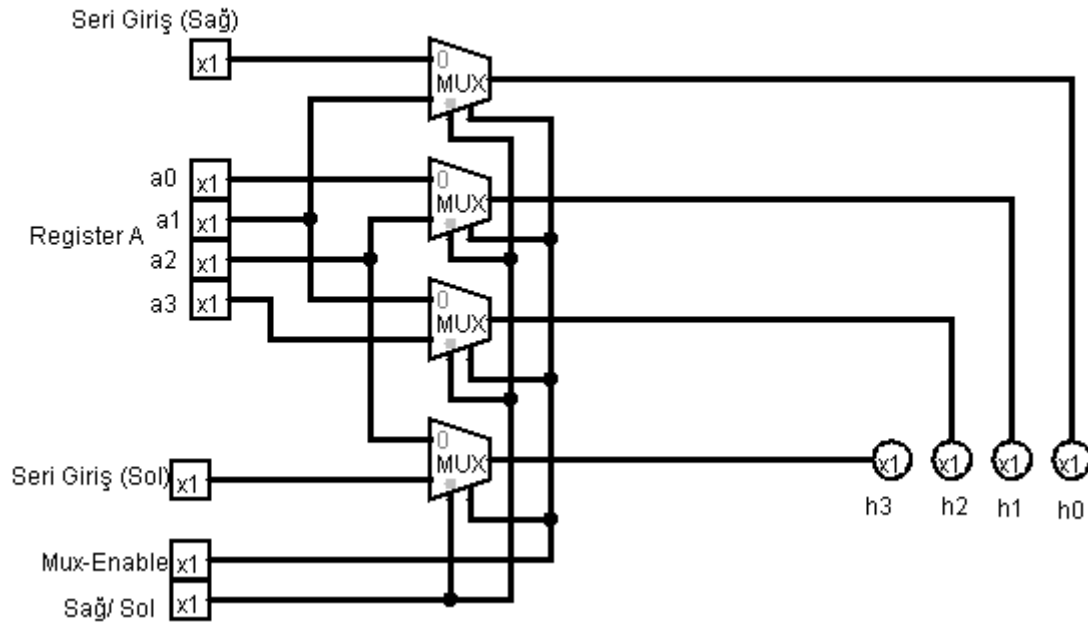 Seri Giriş (Sağ)
x1
0
MUX
a0
x1
0
MUX
a1
x1
Register A
a2
x1
a3
x1
0
MUX
0
MUX
Seri Giriş (Sol)
x1
x1
x1
x1
x1
h3
h2
h1
h0
Mux-Enable
x1
Sağ/ Sol
x1